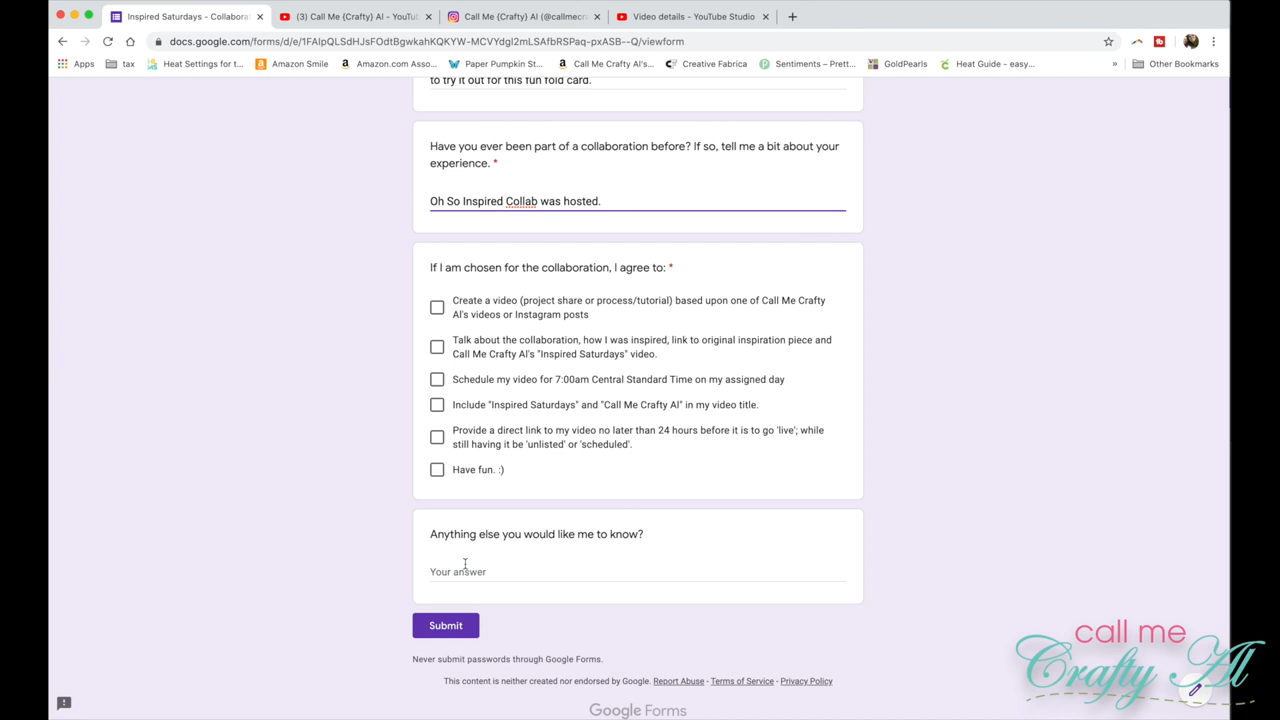 Inspired Saturdays - Collabora
(3) Call Me {Crafty} Al - YouTu
Call Me {Crafty} Al (@callmecr
Video details - YouTube Studio
docs.google.com/forms/d/e/1FAIpQLSdHJsFOdtBgwkahKQKYW-MCVYdgl2mLSAfbRSPaq-pxASB--Q/viewform
Apps
tax
Heat Settings for t...
Amazon Smile
Amazon.com Asso...
Paper Pumpkin St...
Call Me Crafty Al's...
Creative Fabrica
Sentiments – Prett...
GoldPearls
Heat Guide - easy...
»
Other Bookmarks
to try it out for this fun fold card.
Have you ever been part of a collaboration before? If so, tell me a bit about your
experience. *
Oh So Inspired Collab was hosted.
If I am chosen for the collaboration, I agree to: *
Create a video (project share or process/tutorial) based upon one of Call Me Crafty
Al's videos or Instagram posts
Talk about the collaboration, how I was inspired, link to original inspiration piece and
Call Me Crafty Al's "Inspired Saturdays" video.
Schedule my video for 7:00am Central Standard Time on my assigned day
Include "Inspired Saturdays" and "Call Me Crafty Al" in my video title.
Provide a direct link to my video no later than 24 hours before it is to go 'live'; while
still having it be 'unlisted' or 'scheduled'.
Have fun. :)
Anything else you would like me to know?
Your answer
Submit
Never submit passwords through Google Forms.
This content is neither created nor endorsed by Google. Report Abuse - Terms of Service - Privacy Policy
Google Forms
call me
Crafty Al